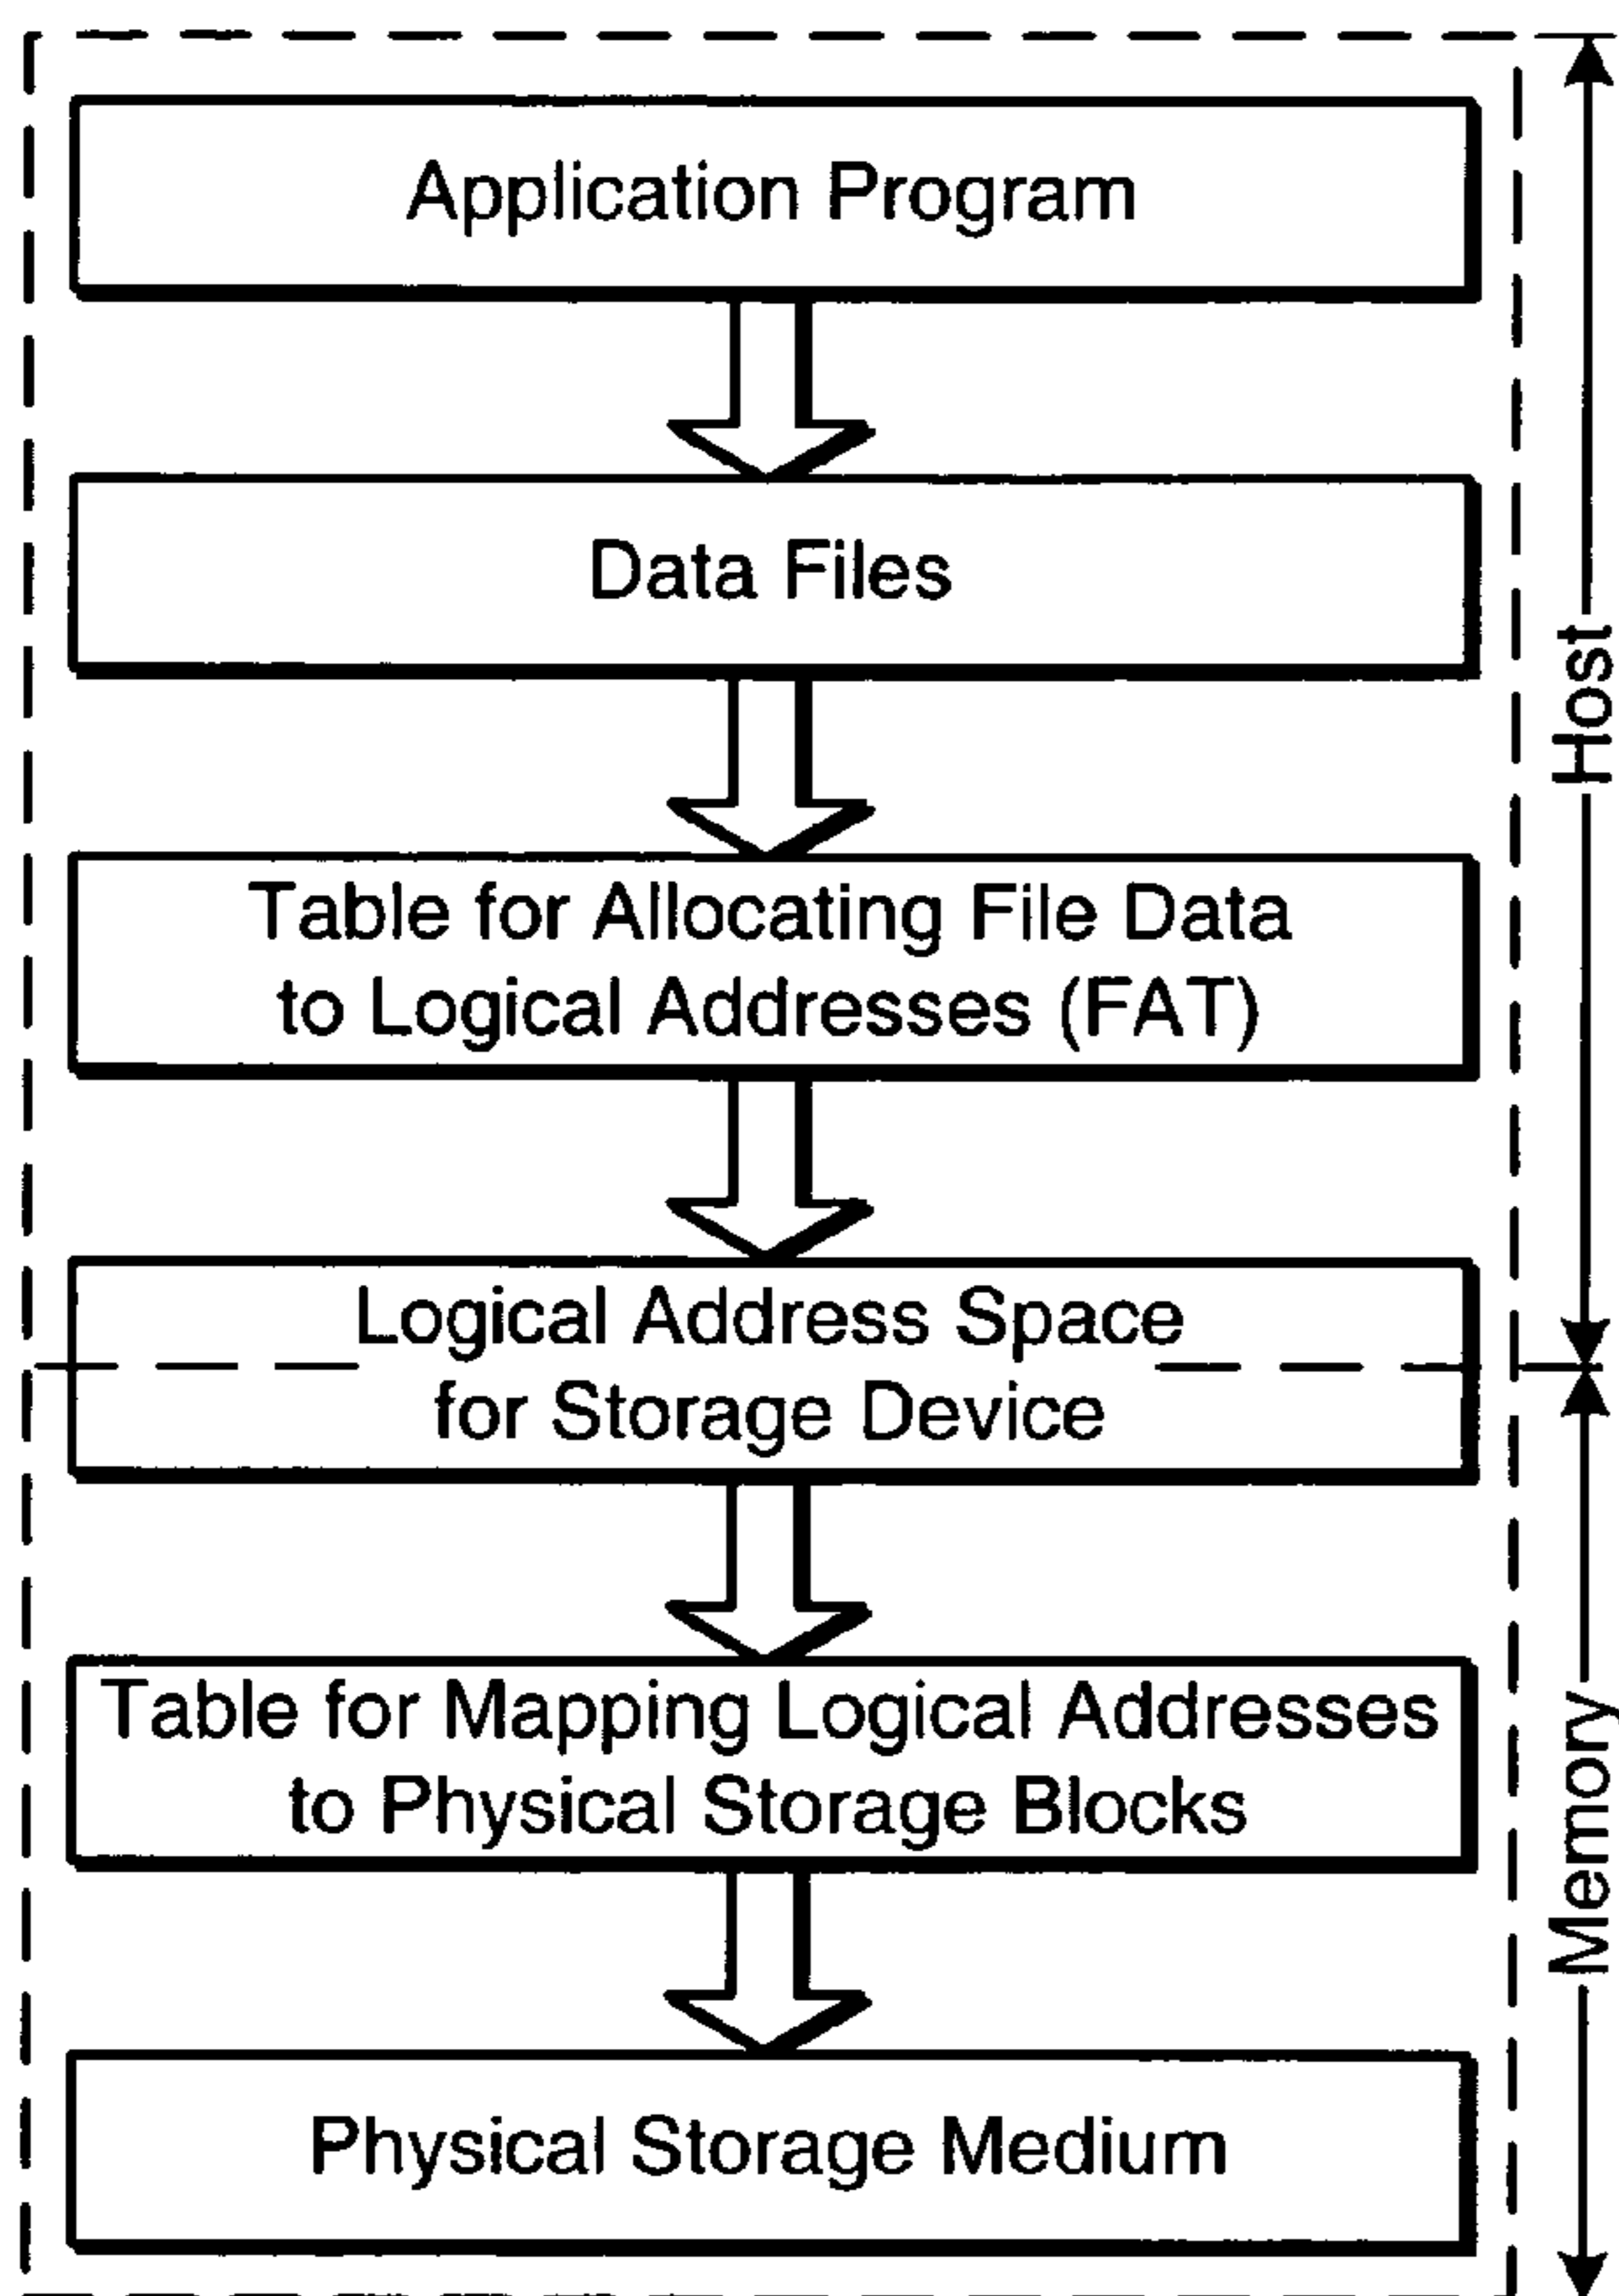 Application Program
Data Files
Table for Allocating File Data
to Logical Addresses (FAT)
Logical Address Space
for Storage Device
Table for Mapping Logical Addresses
to Physical Storage Blocks
Physical Storage Medium
Host
Memory